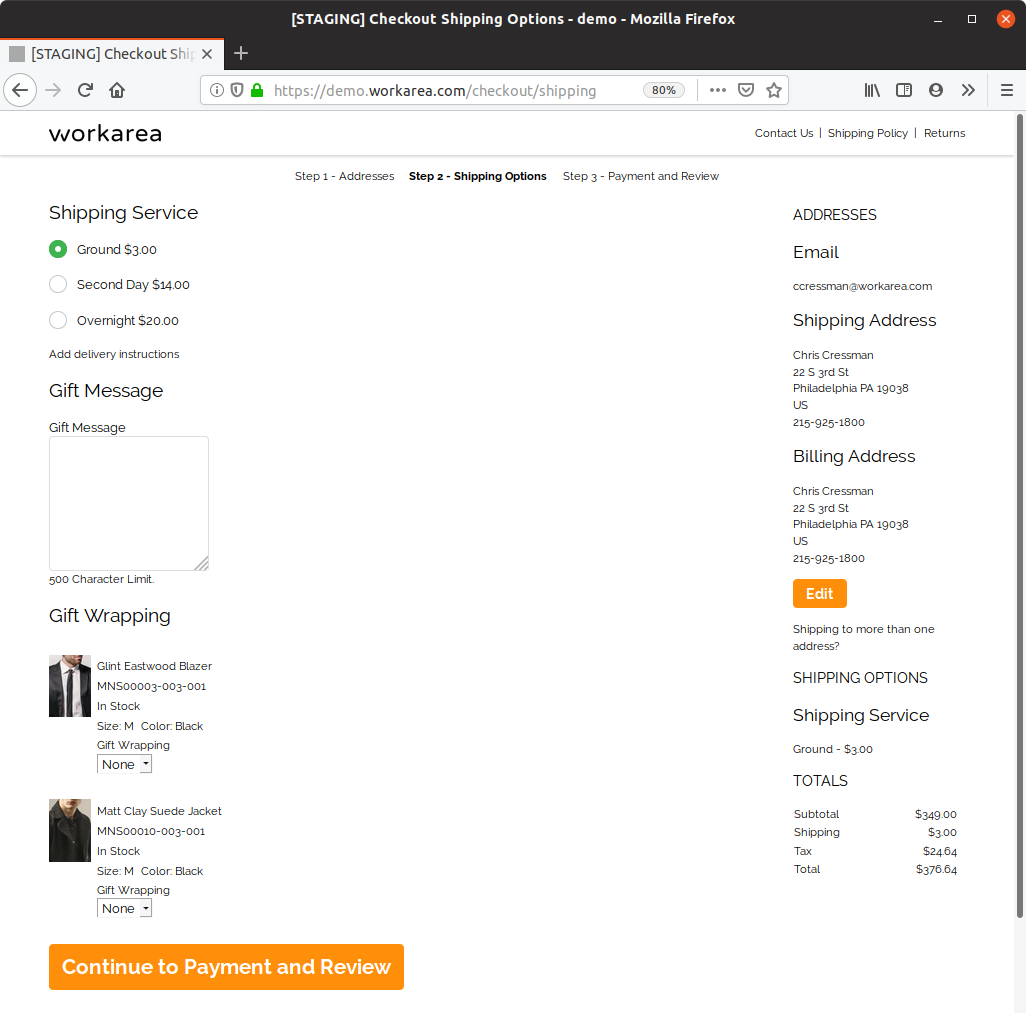 [STAGING] Checkout Shipping Options - demo - Mozilla Firefox
[STAGING] Checkout Ship
https://demo.workarea.com/checkout/shipping
80%
workarea
Contact Us | Shipping Policy | Returns
Step 1 - Addresses
Step 2 - Shipping Options
Step 3 - Payment and Review
Shipping Service
Ground $3.00
Second Day $14.00
Overnight $20.00
Add delivery instructions
Gift Message
Gift Message
500 Character Limit.
Gift Wrapping
Glint Eastwood Blazer
MNS00003-003-001
In Stock
Size: M Color: Black
Gift Wrapping
None
Matt Clay Suede Jacket
MNS00010-003-001
In Stock
Size: M Color: Black
Gift Wrapping
None
Continue to Payment and Review
ADDRESSES
Email
ccressman@workarea.com
Shipping Address
Chris Cressman
22 S 3rd St
Philadelphia PA 19038
US
215-925-1800
Billing Address
Chris Cressman
22 S 3rd St
Philadelphia PA 19038
US
215-925-1800
Edit
Shipping to more than one
address?
SHIPPING OPTIONS
Shipping Service
Ground - $3.00
TOTALS
Subtotal $349.00
Shipping $3.00
Tax $24.64
Total $376.64